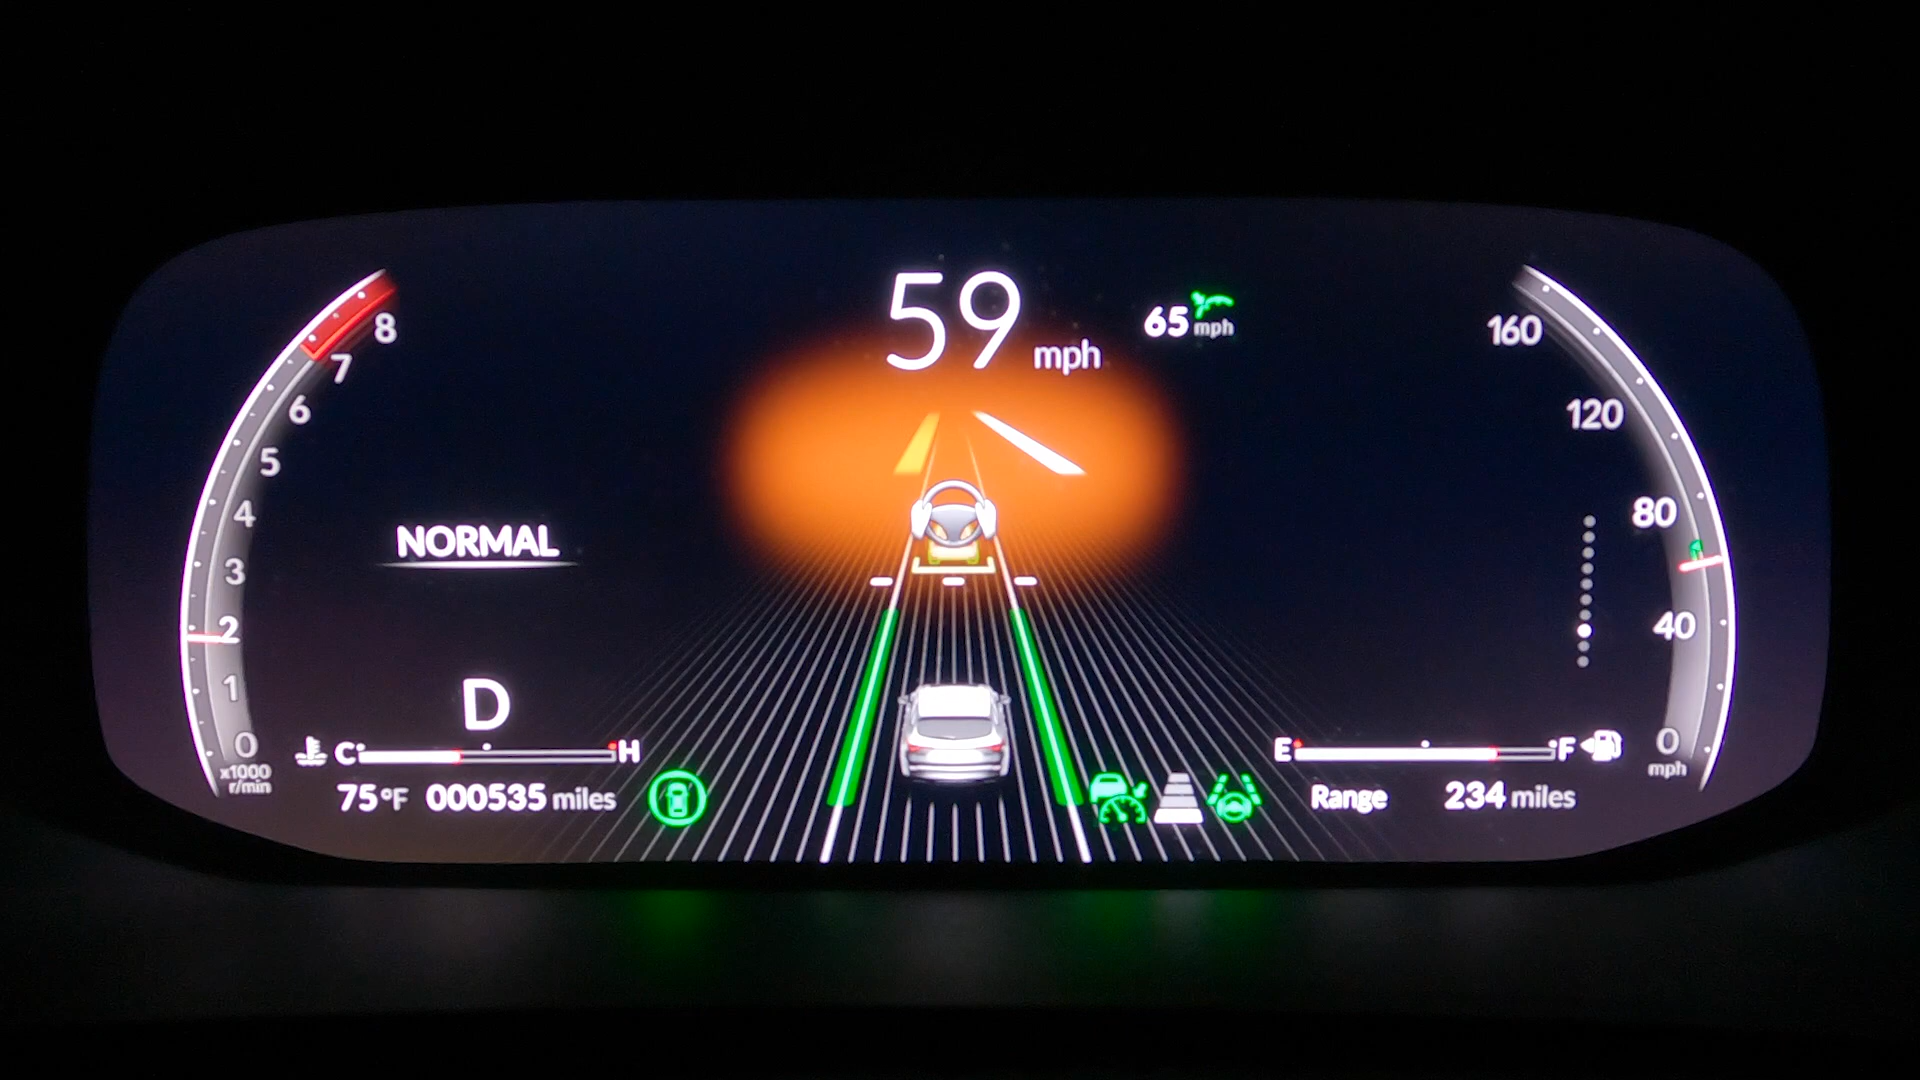 59 mph
65 mph
8
7
6
5
4
3
2
1
0
x1000
r/min
NORMAL
D
C H
75°F 000535 miles
160
120
80
40
0
mph
E F
Range 234 miles